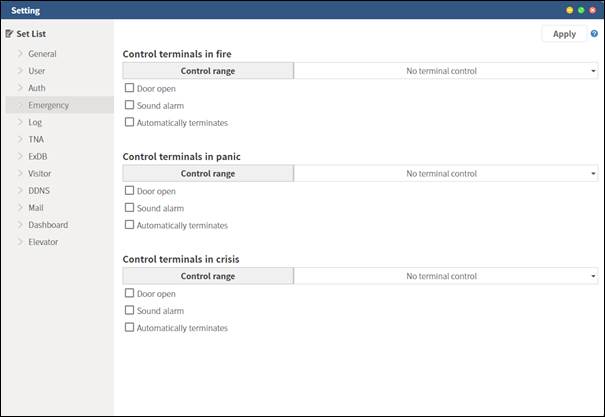 Setting
Set List
General
User
Auth
Emergency
Log
TNA
ExDB
Visitor
DDNS
Mail
Dashboard
Elevator
Apply ?
Control terminals in fire
Control range No terminal control
Door open
Sound alarm
Automatically terminates
Control terminals in panic
Control range No terminal control
Door open
Sound alarm
Automatically terminates
Control terminals in crisis
Control range No terminal control
Door open
Sound alarm
Automatically terminates